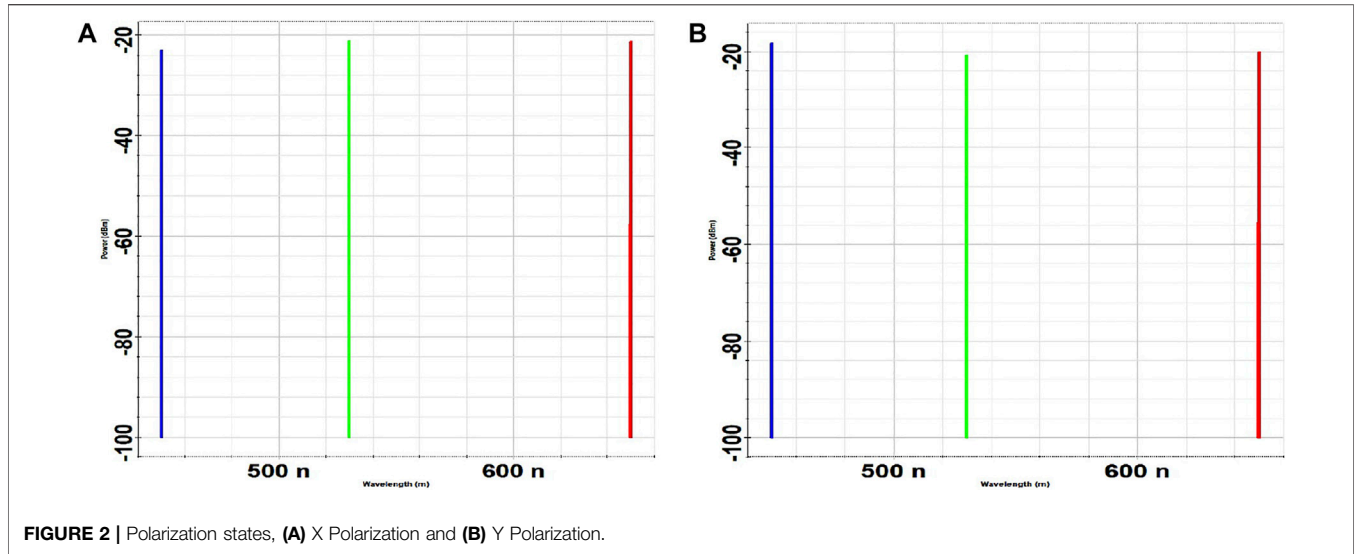 A
-20
-40
-60
-80
-100
Power (dBm)
500 n
600 n
Wavelength (m)
B
-20
-40
-60
-80
-100
Power (dBm)
500 n
600 n
Wavelength (m)
FIGURE 2 | Polarization states, (A) X Polarization and (B) Y Polarization.